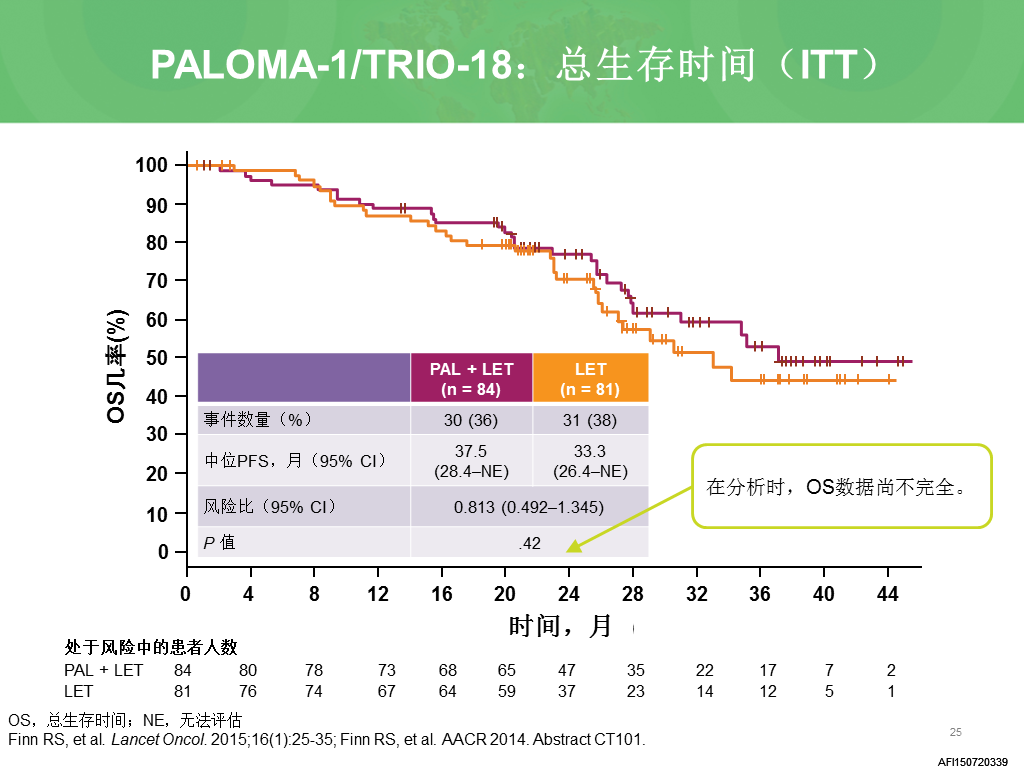 PALOMA-1/TRIO-18：总生存时间（ITT）
100
90
80
70
60
50
40
30
20
10
0
OS几率(%)
PAL + LET
(n = 84)
LET
(n = 81)
事件数量（%） 30 (36) 31 (38)
中位PFS，月（95% CI） 37.5
(28.4–NE) 33.3
(26.4–NE)
风险比（95% CI） 0.813 (0.492–1.345)
P 值 .42
在分析时，OS数据尚不完全。
0 4 8 12 16 20 24 28 32 36 40 44
时间，月（
处于风险中的患者人数
PAL + LET 84 80 78 73 68 65 47 35 22 17 7 2
LET 81 76 74 67 64 59 37 23 14 12 5 1
OS，总生存时间；NE，无法评估
Finn RS, et al. Lancet Oncol. 2015;16(1):25-35; Finn RS, et al. AACR 2014. Abstract CT101.
25
AFI150720339